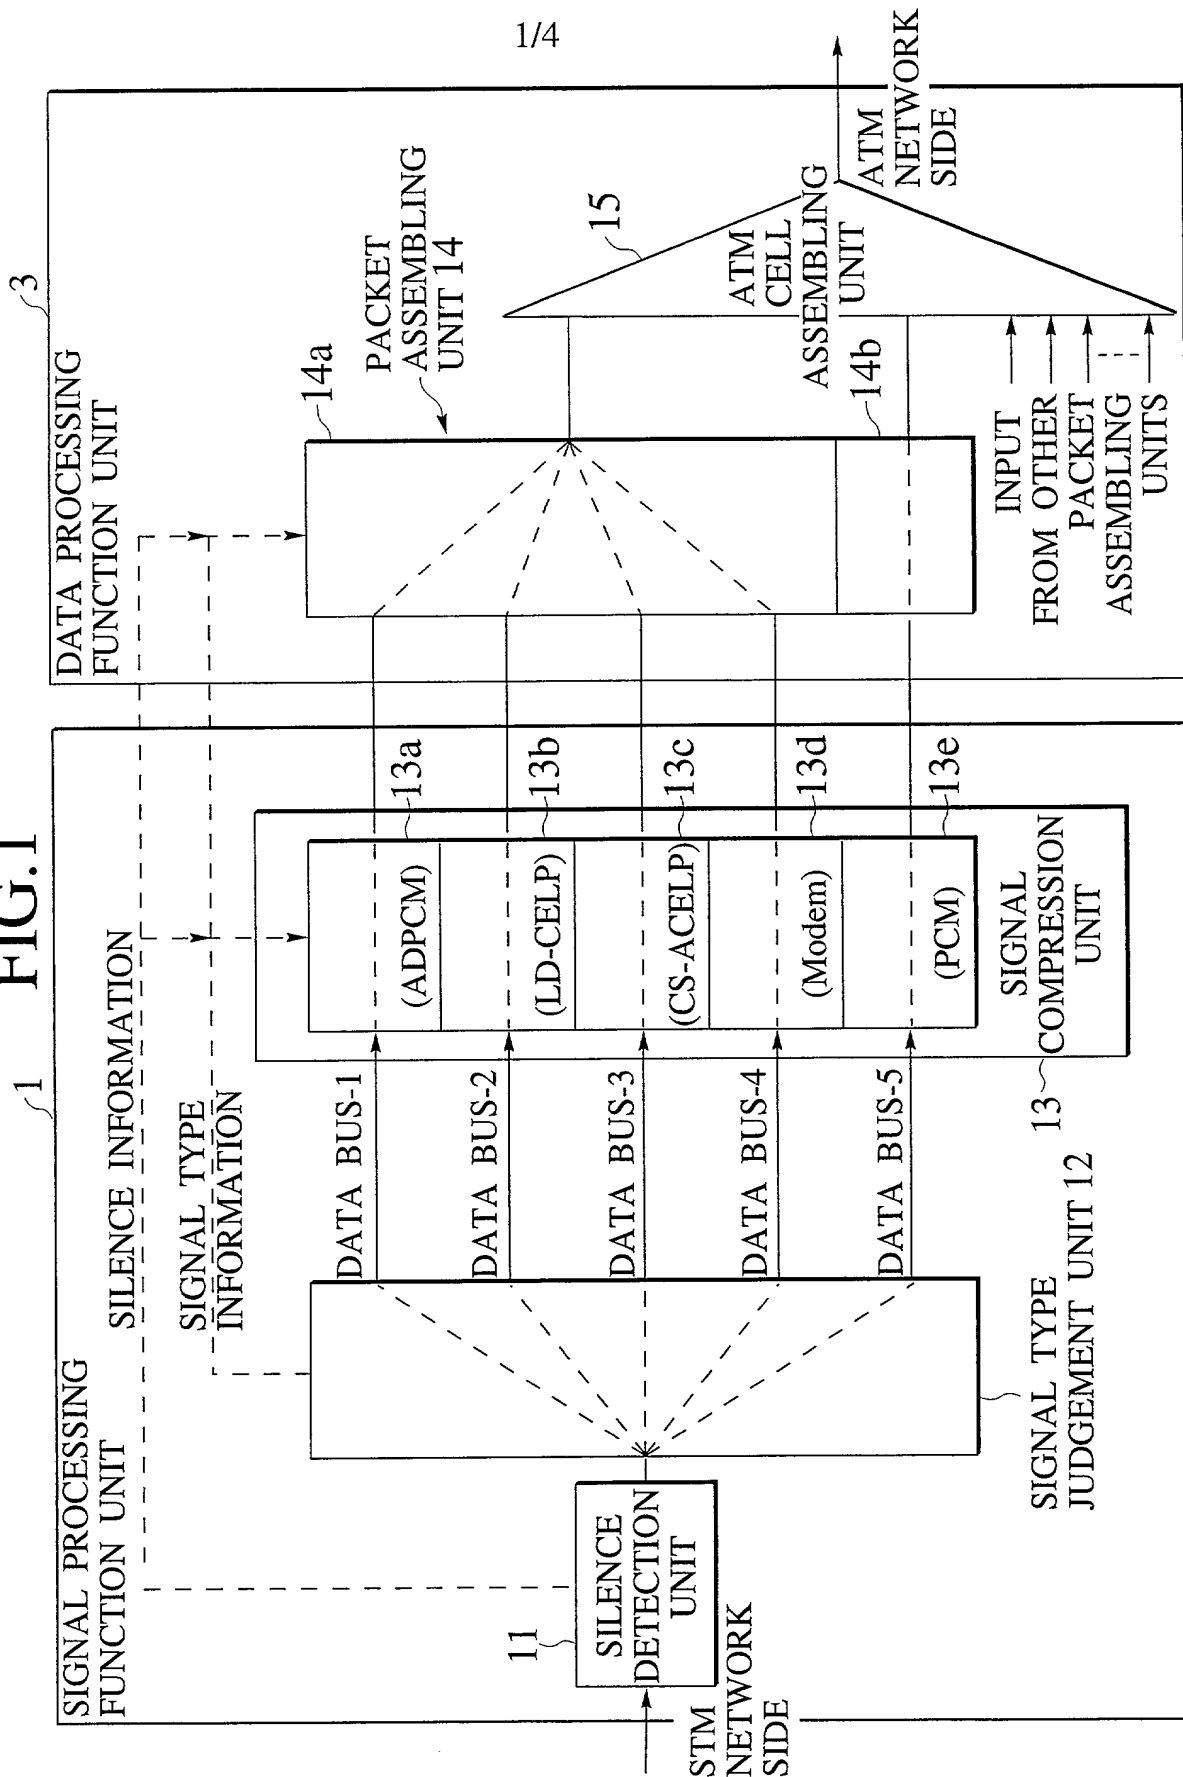 1/4
FIG.1
1
SIGNAL PROCESSING
FUNCTION UNIT
SILENCE INFORMATION
SIGNAL TYPE
INFORMATION
11
SILENCE
DETECTION
UNIT
STM
NETWORK
SIDE
SIGNAL TYPE
JUDGEMENT UNIT 12
DATA BUS-1
DATA BUS-2
DATA BUS-3
DATA BUS-4
DATA BUS-5
13a
(ADPCM)
13b
(LD-CELP)
13c
(CS-ACELP)
13d
(Modem)
13e
(PCM)
SIGNAL
13 COMPRESSION
UNIT
3
DATA PROCESSING
FUNCTION UNIT
14a
PACKET
ASSEMBLING
UNIT 14
14b
15
ATM
CELL
ASSEMBLING
UNIT
INPUT
FROM OTHER
PACKET
ASSEMBLING
UNITS
ATM
NETWORK
SIDE